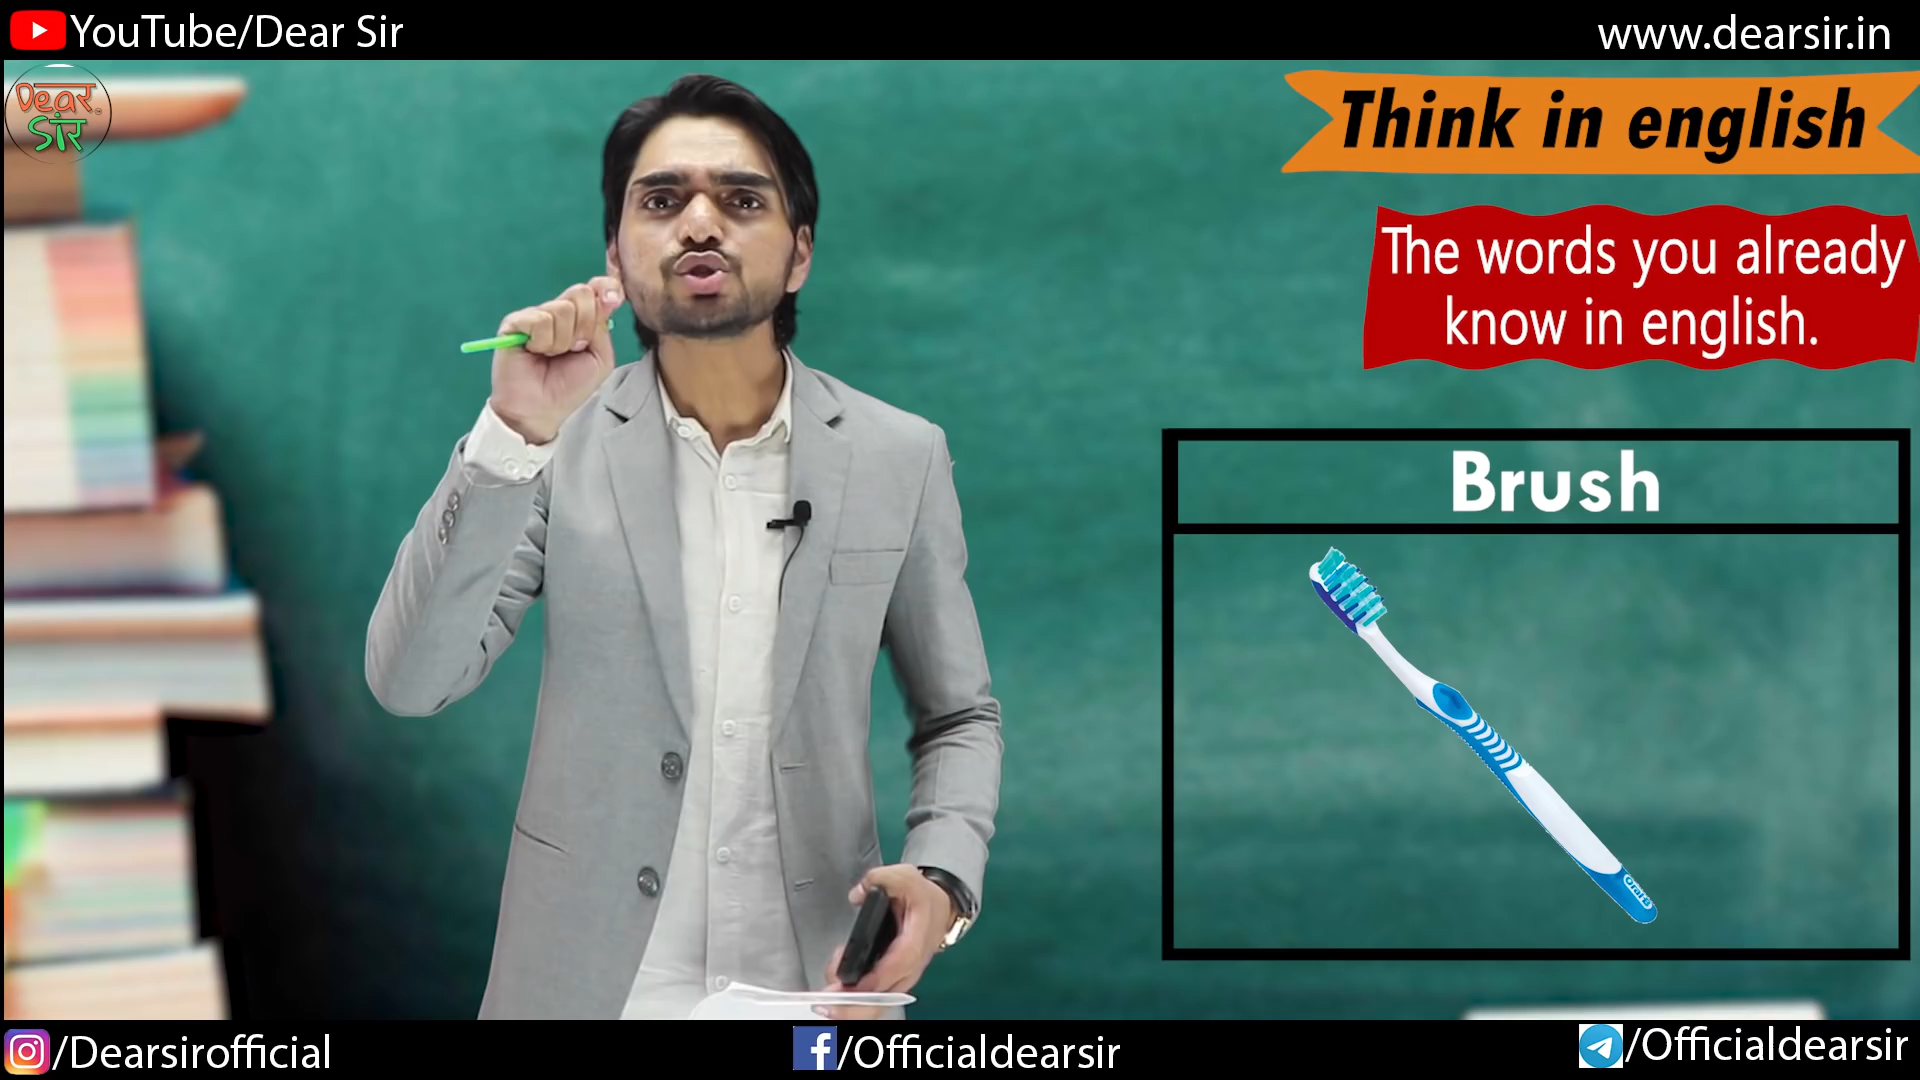 YouTube/Dear Sir
www.dearsir.in
Dear
Sir
Think in english
The words you already
know in english.
Brush
Oral-B
/Dearsirofficial
/Officialdearsir
/Officialdearsir